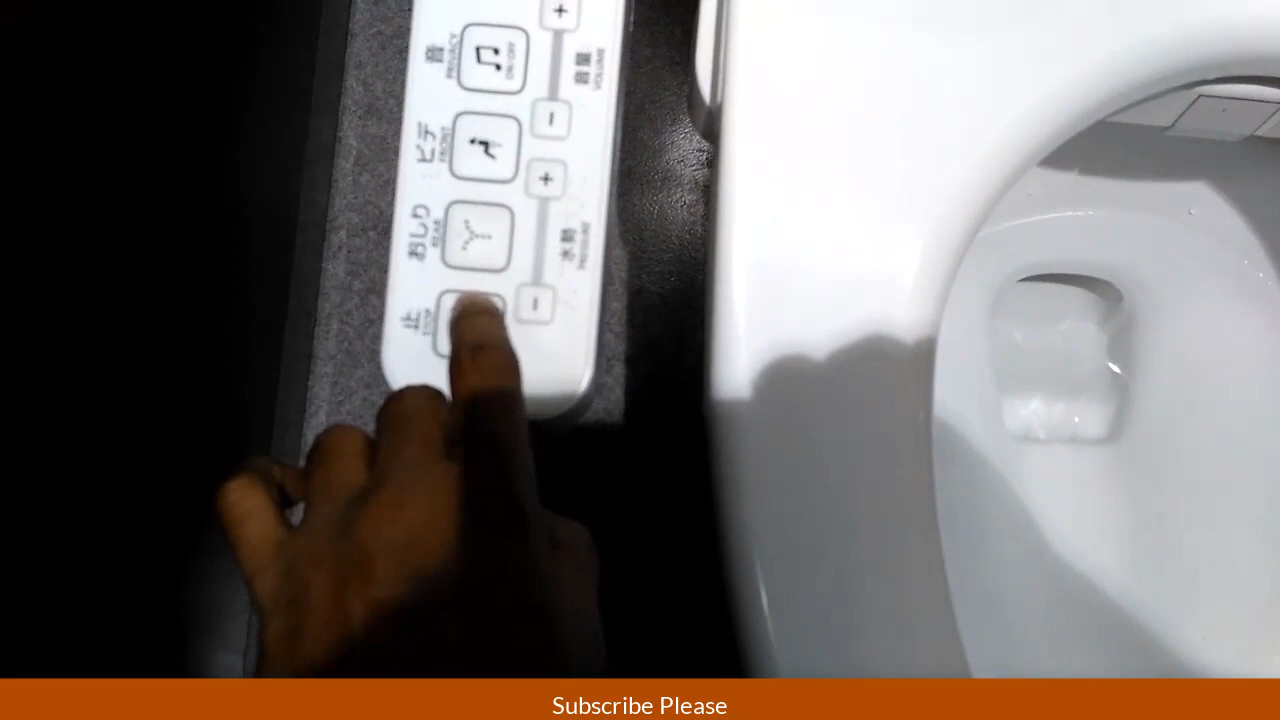 音
PRIVACY
ON/OFF
+
音量
VOLUME
-
ビデ
FRONT
+
おしり
REAR
水勢
PRESSURE
-
止
STOP
Subscribe Please